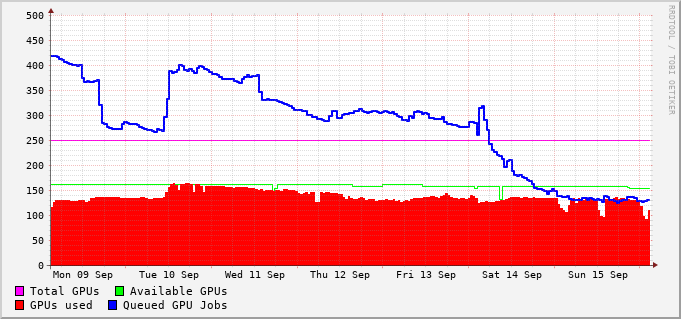 500
450
400
350
300
250
200
150
100
50
0
Mon 09 Sep Tue 10 Sep Wed 11 Sep Thu 12 Sep Fri 13 Sep Sat 14 Sep Sun 15 Sep
Total GPUs Available GPUs
GPUs used Queued GPU Jobs
RRDTOOL / TOBI OETIKER